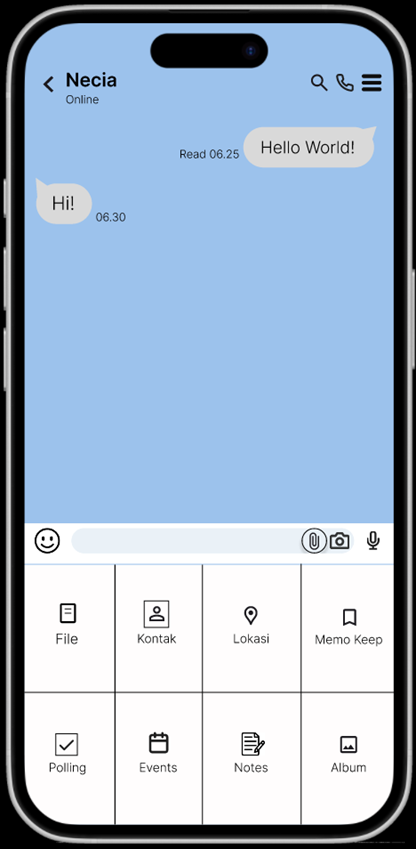 Necia
Online
Read 06.25 Hello World!
Hi! 06.30
File Kontak Lokasi Memo Keep
Polling Events Notes Album